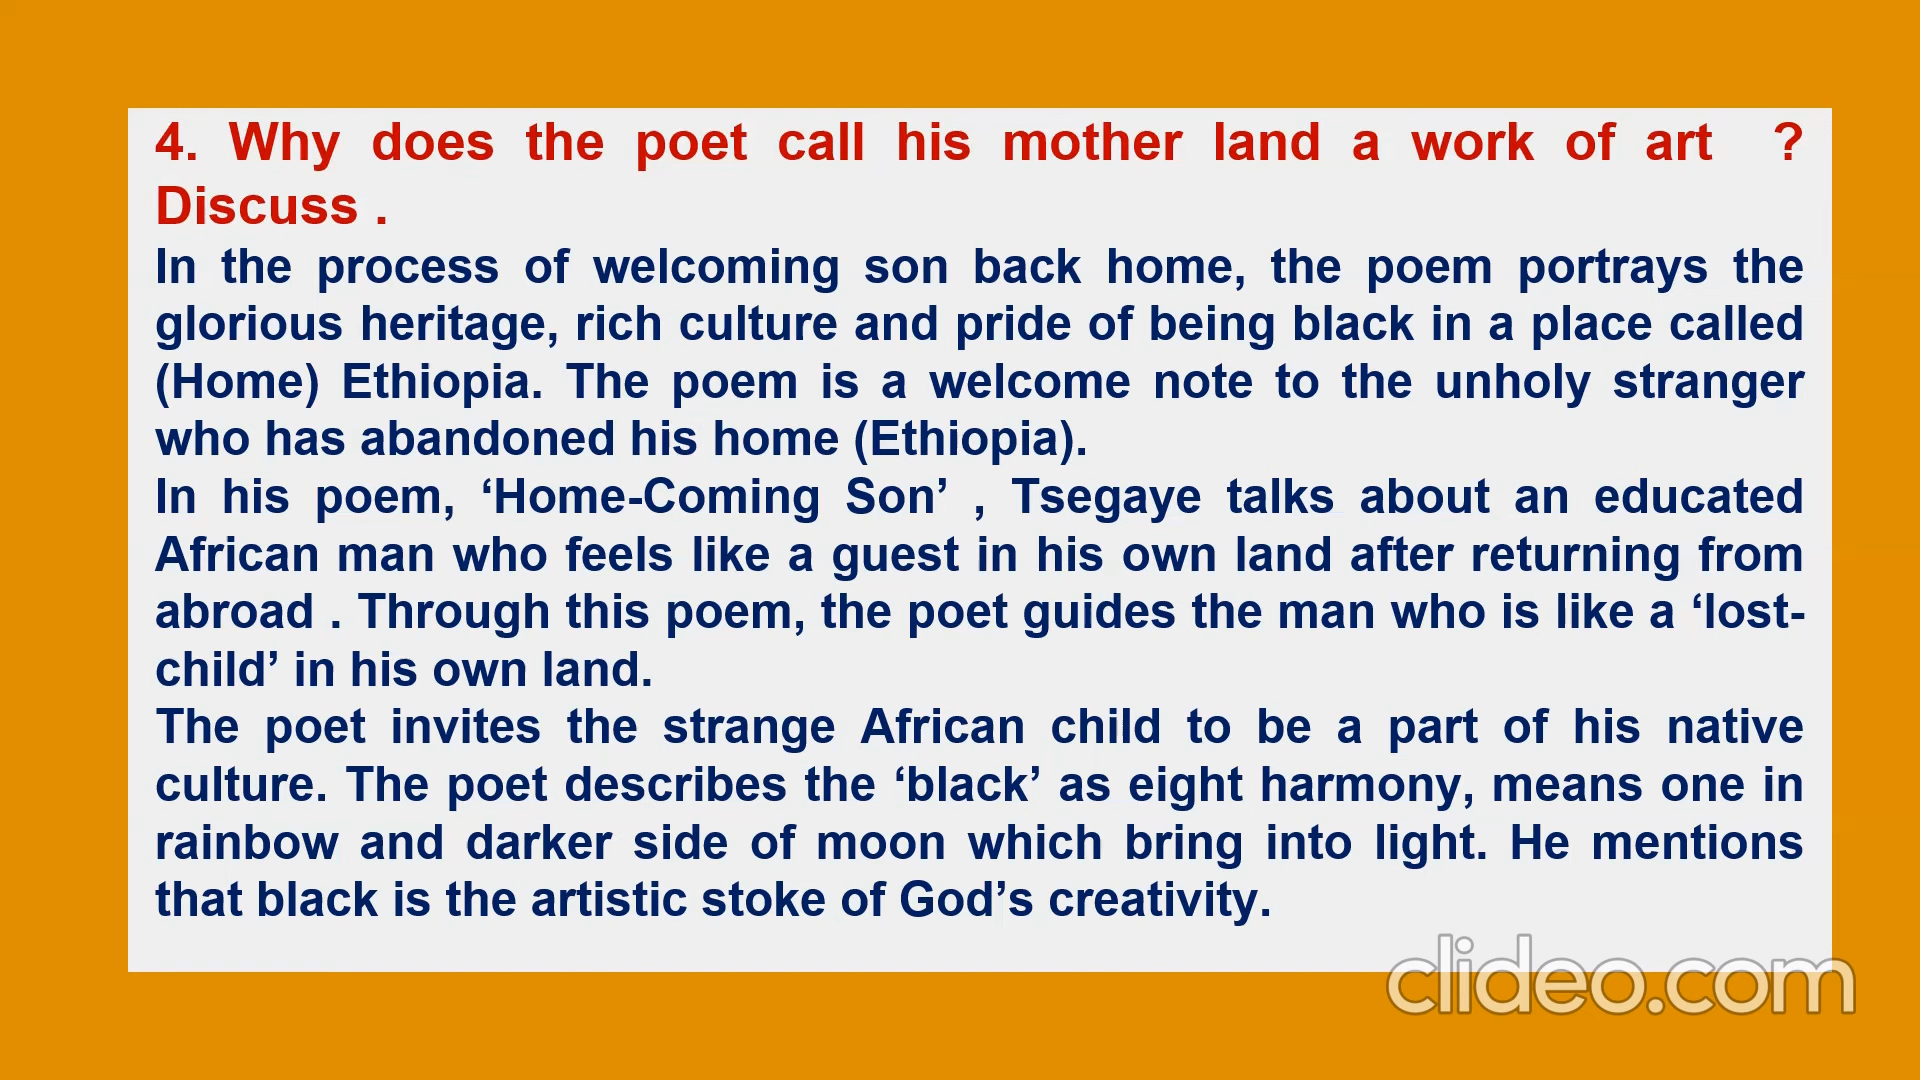 4. Why does the poet call his mother land a work of art ?
Discuss .
In the process of welcoming son back home, the poem portrays the
glorious heritage, rich culture and pride of being black in a place called
(Home) Ethiopia. The poem is a welcome note to the unholy stranger
who has abandoned his home (Ethiopia).
In his poem, ‘Home-Coming Son’ , Tsegaye talks about an educated
African man who feels like a guest in his own land after returning from
abroad . Through this poem, the poet guides the man who is like a ‘lost-
child’ in his own land.
The poet invites the strange African child to be a part of his native
culture. The poet describes the ‘black’ as eight harmony, means one in
rainbow and darker side of moon which bring into light. He mentions
that black is the artistic stoke of God’s creativity.
clideo.com